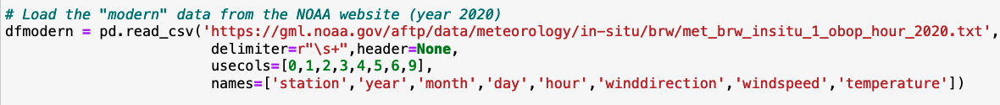 # Load the "modern" data from the NOAA website (year 2020)
dfmodern = pd.read_csv('https://gml.noaa.gov/aftp/data/meteorology/in-situ/brw/met_brw_insitu_1_obop_hour_2020.txt',
delimiter=r"\s+",header=None,
usecols=[0,1,2,3,4,5,6,9],
names=['station','year','month','day','hour','winddirection','windspeed','temperature'])